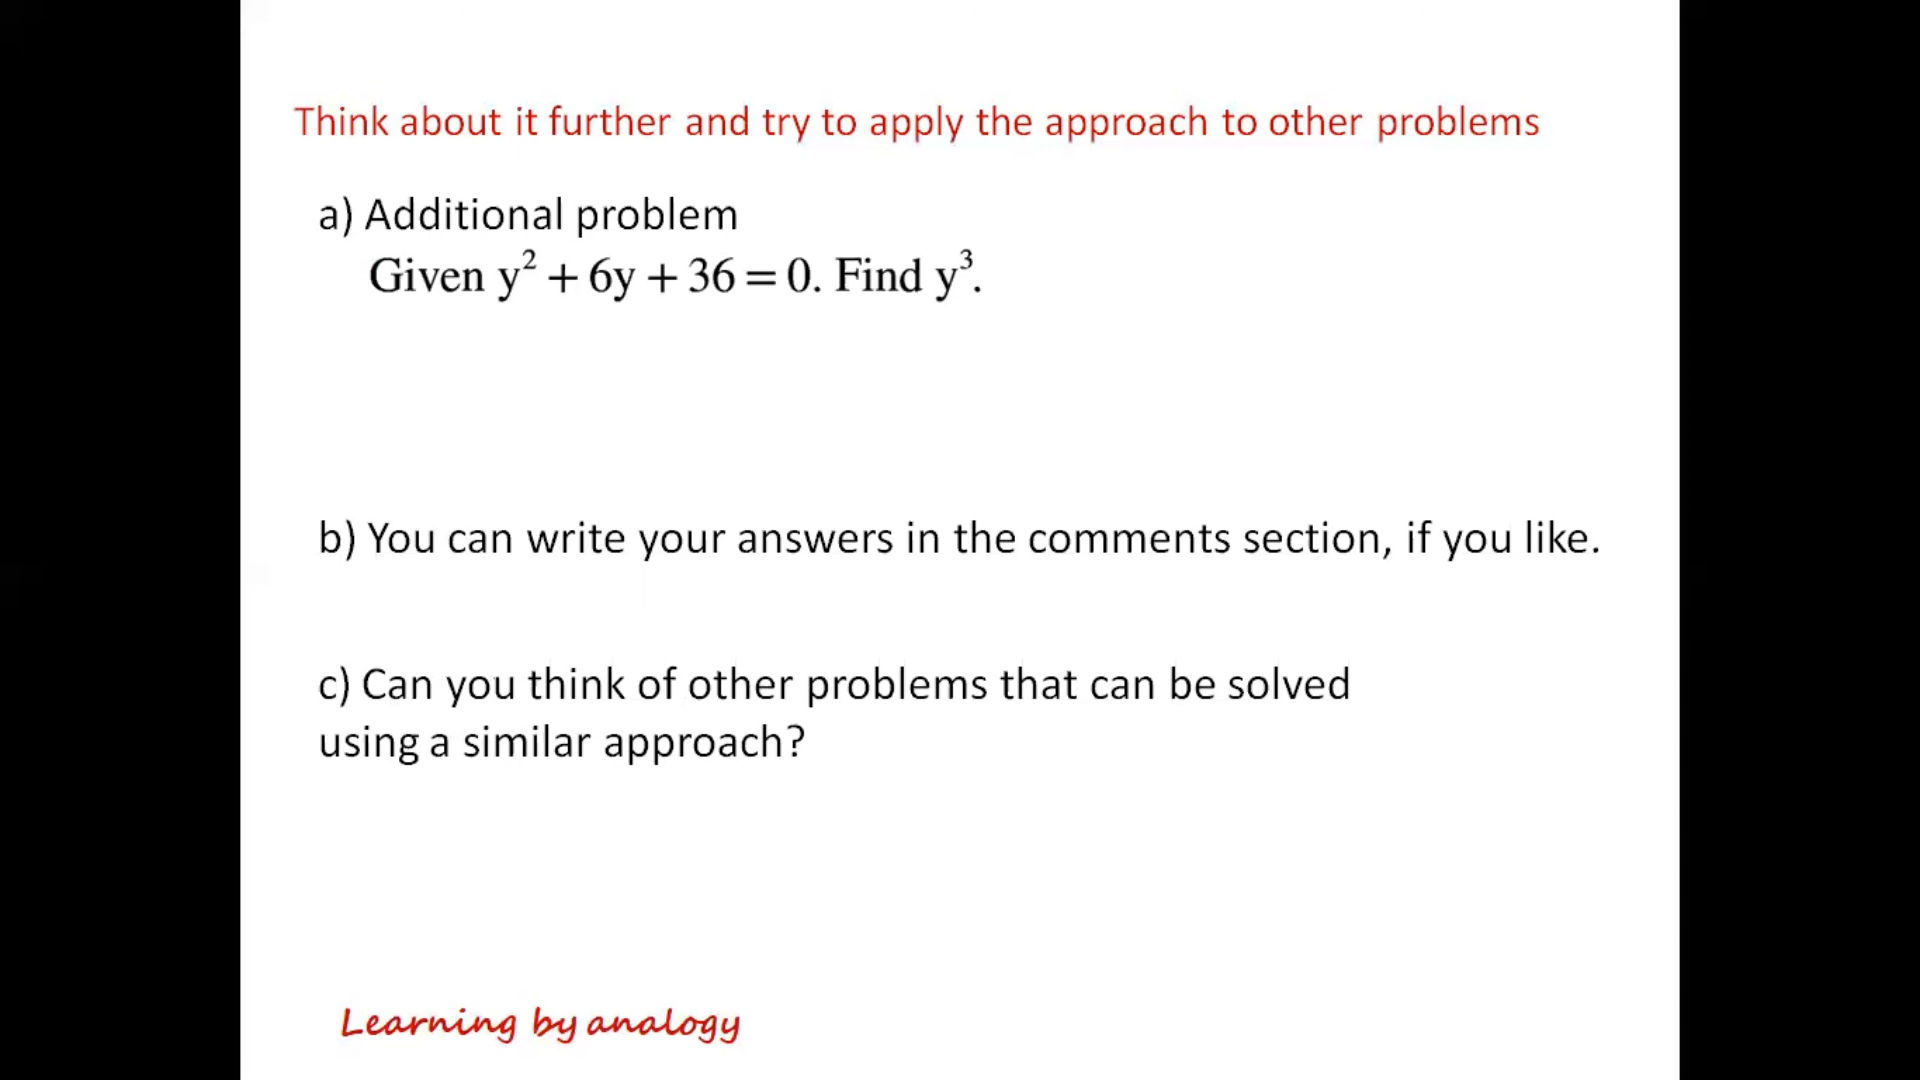 Think about it further and try to apply the approach to other problems
a) Additional problem
Given y² + 6y + 36 = 0. Find y³.
b) You can write your answers in the comments section, if you like.
c) Can you think of other problems that can be solved
using a similar approach?
Learning by analogy